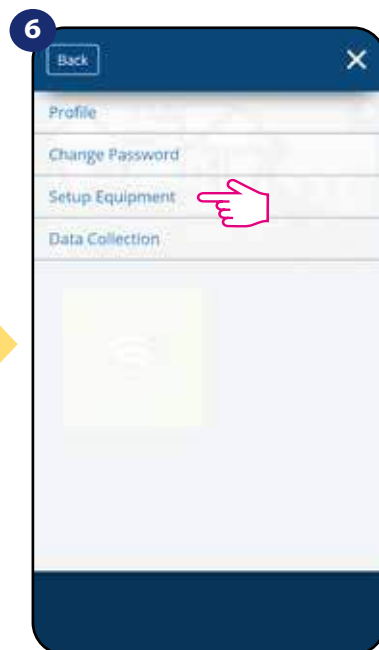 6
Back
Profile
Change Password
Setup Equipment
Data Collection